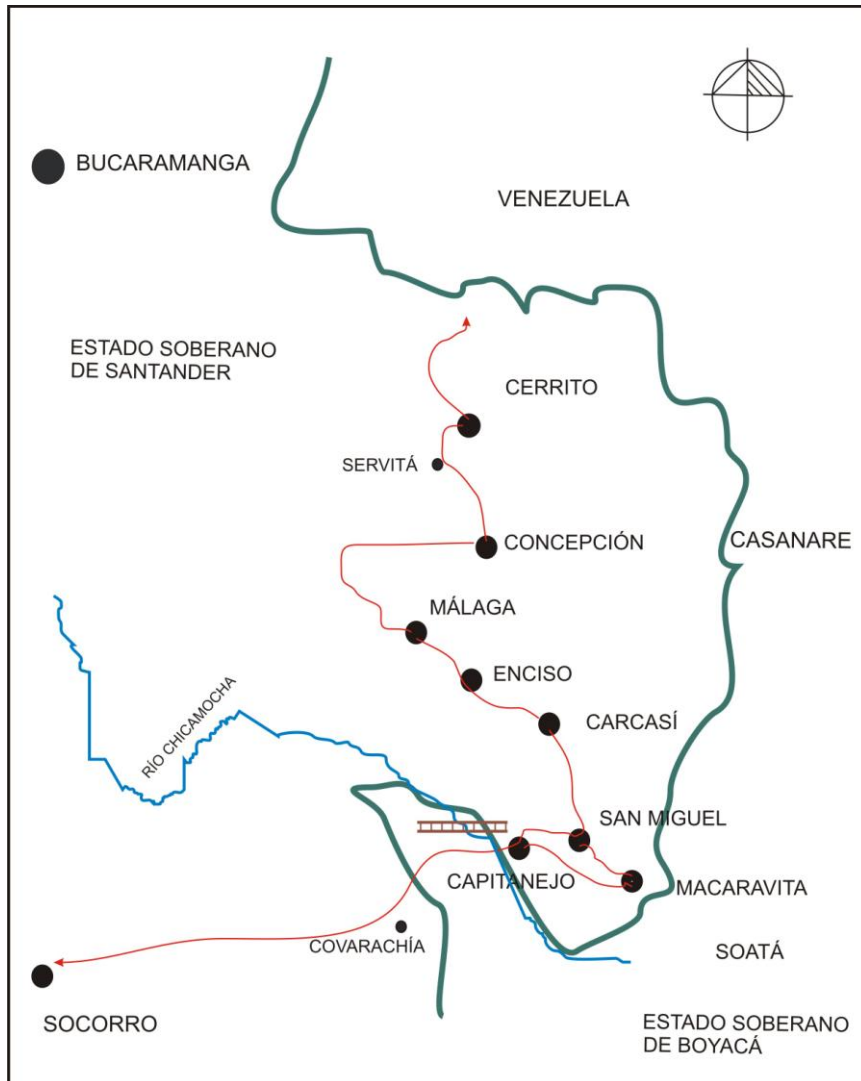 BUCARAMANGA
VENEZUELA
ESTADO SOBERANO
DE SANTANDER
CERRITO
SERVITÁ
CONCEPCIÓN
CASANARE
MÁLAGA
ENCISO
RÍO CHICAMOCHA
CARCASÍ
SAN MIGUEL
CAPITANEJO
MACARAVITA
COVARACHÍA
SOATÁ
SOCORRO
ESTADO SOBERANO
DE BOYACÁ